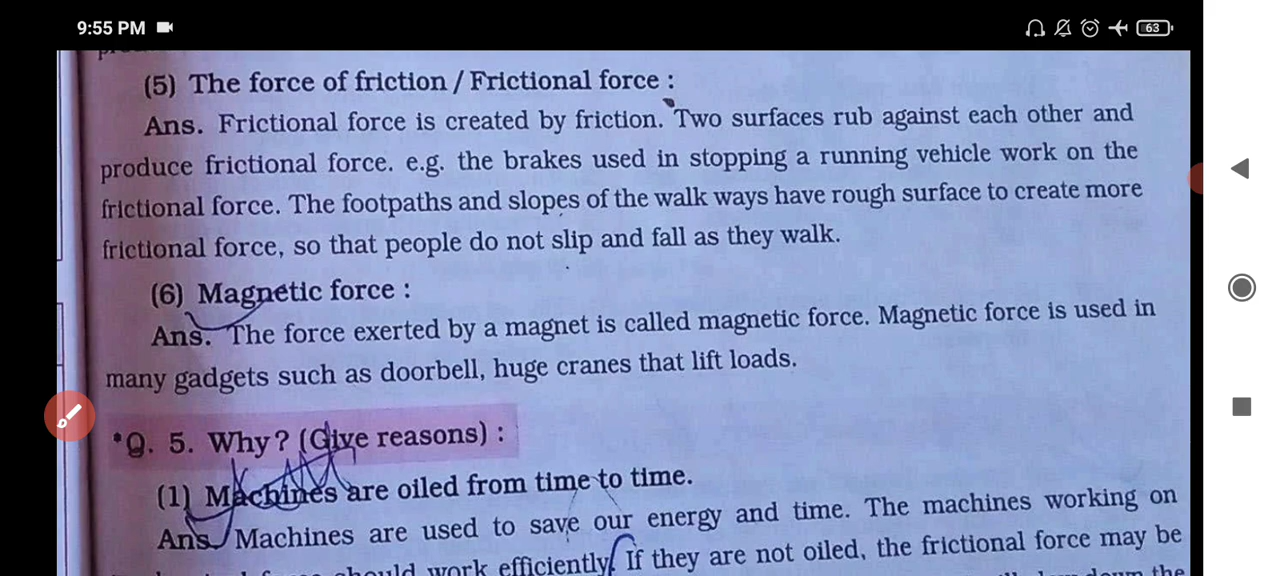 9:55 PM
63
(5) The force of friction / Frictional force :
Ans. Frictional force is created by friction. Two surfaces rub against each other and
produce frictional force. e.g. the brakes used in stopping a running vehicle work on the
frictional force. The footpaths and slopes of the walk ways have rough surface to create more
frictional force, so that people do not slip and fall as they walk.
(6) Magnetic force :
Ans. The force exerted by a magnet is called magnetic force. Magnetic force is used in
many gadgets such as doorbell, huge cranes that lift loads.
*Q. 5. Why? (Give reasons) :
(1) Machines are oiled from time to time.
Ans. Machines are used to save our energy and time. The machines working on
should work efficiently. If they are not oiled, the frictional force may be
down the